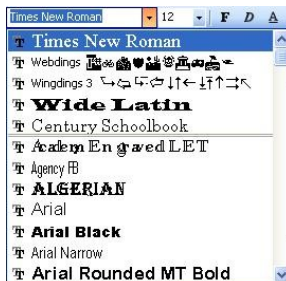 Times New Roman 12 F D A
Times New Roman
Webdings
Wingdings 3
Wide Latin
Century Schoolbook
Academ Engraved LET
Agency FB
ALGERIAN
Arial
Arial Black
Arial Narrow
Arial Rounded MT Bold